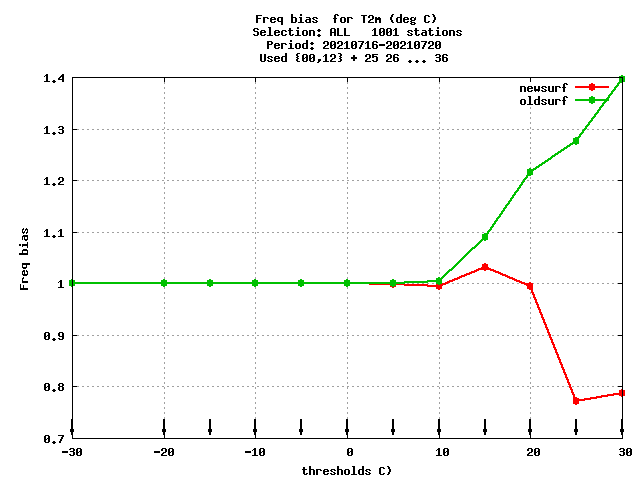 Freq bias  for T2m (deg C)
Selection: ALL   1001 stations
Period: 20210716-20210720
Used {00,12} + 25 26 ... 36
1.4
1.3
1.2
1.1
1
0.9
0.8
0.7
Freq bias
newsurf
oldsurf
-30 -20 -10 0 10 20 30
thresholds C)